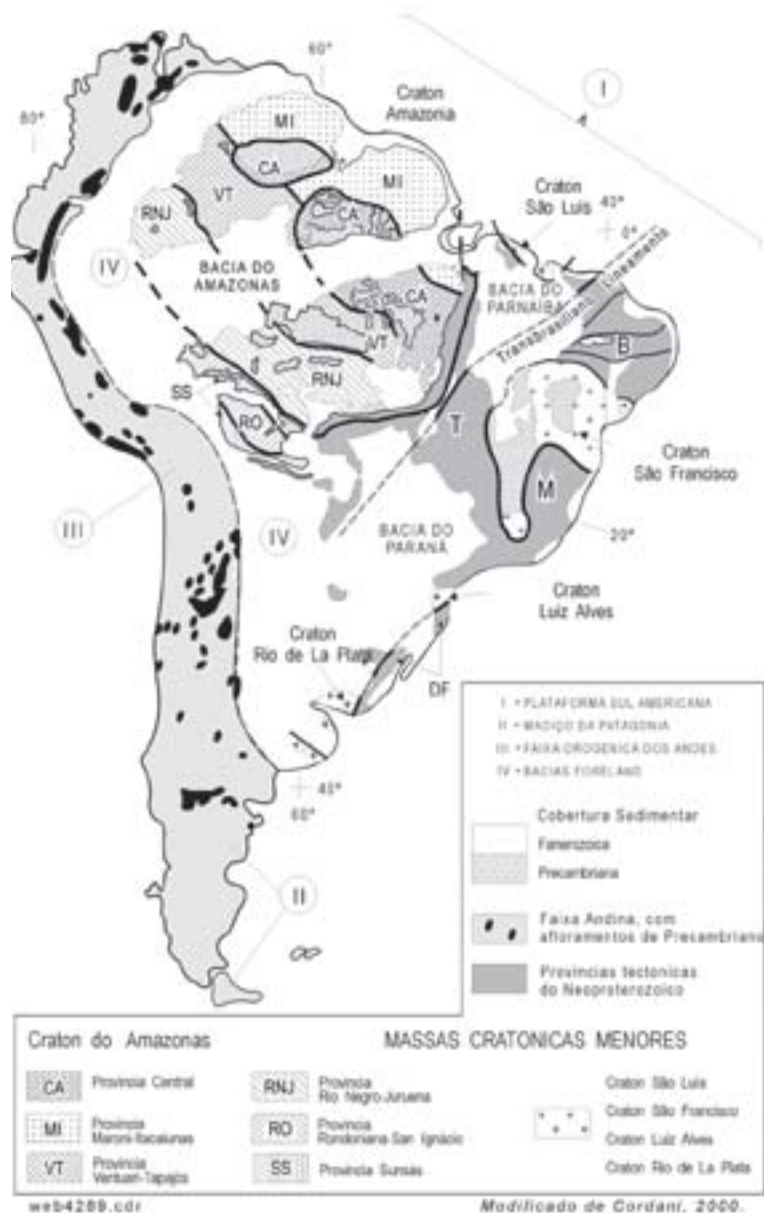 60°
80°
Craton
Amazonia
I
MI
CA
VT
MI
CA
RNJ
Craton
São Luis
40°
0°
IV
BACIA DO
AMAZONAS
BACIA DO
PARNAÍBA
Transbrasiliano Lineamento
CA
VT
RNJ
B
SS
RO
T
Craton
São Francisco
M
III
IV
BACIA DO
PARANÁ
20°
Craton
Luiz Alves
Craton
Rio de La Plata
DF
40°
60°
II
I = PLATAFORMA SUL AMERICANA
II = MACIÇO DA PATAGONIA
III = FAIXA OROGENICA DOS ANDES
IV = BACIAS FORELAND
Cobertura Sedimentar
Fanerozoica
Precambriana
Faixa Andina, com
afloramentos de Precambriano
Provincias tectonicas
do Neoproterozoico
Craton do Amazonas
MASSAS CRATONICAS MENORES
CA Provincia Central
MI Provincia
Maroni-Itacaiunas
VT Provincia
Ventuari-Tapajos
RNJ Provincia
Rio Negro-Juruena
RO Provincia
Rondoniana-San Ignácio
SS Provincia Sunsas
Craton São Luis
Craton São Francisco
Craton Luiz Alves
Craton Rio de La Plata
web4289.cdr
Modificado de Cordani, 2000.